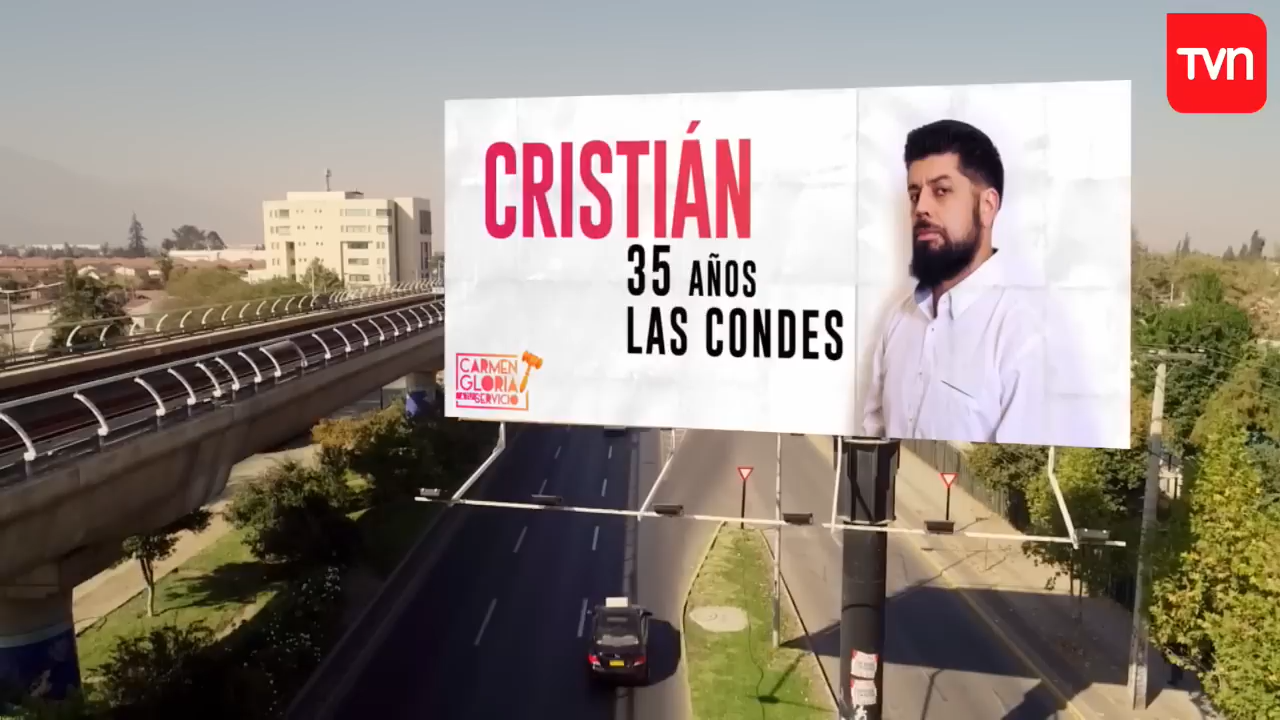 tvn
CRISTIÁN
35 AÑOS
LAS CONDES
CARMEN
GLORIA
A TU SERVICIO